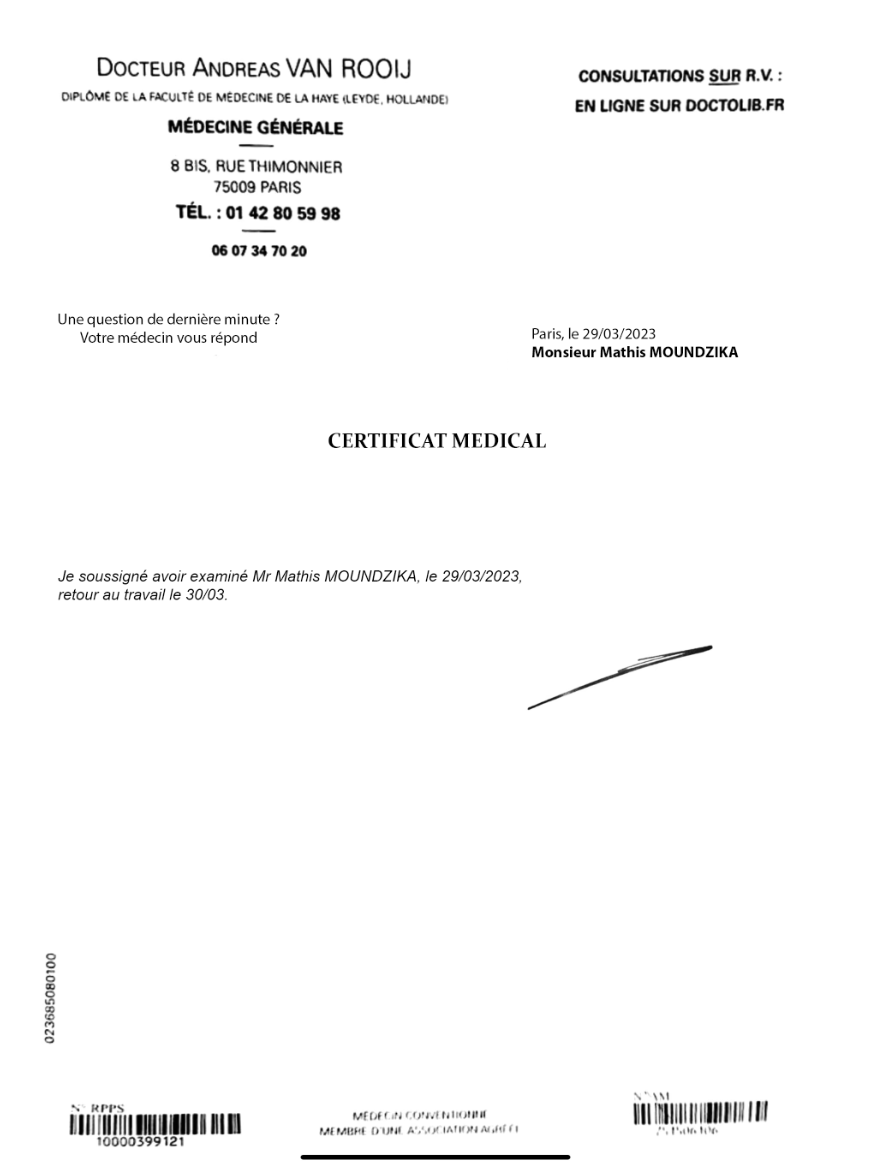 DOCTEUR ANDREAS VAN ROOIJ
DIPLÔMÉ DE LA FACULTÉ DE MÉDECINE DE LA HAYE (LEYDE, HOLLANDE)
MÉDECINE GÉNÉRALE
8 BIS, RUE THIMONNIER
75009 PARIS
TÉL. : 01 42 80 59 98
06 07 34 70 20
CONSULTATIONS SUR R.V. :
EN LIGNE SUR DOCTOLIB.FR
Une question de dernière minute ?
Votre médecin vous répond
Paris, le 29/03/2023
Monsieur Mathis MOUNDZIKA
CERTIFICAT MEDICAL
Je soussigné avoir examiné Mr Mathis MOUNDZIKA, le 29/03/2023,
retour au travail le 30/03.
023685080100
N° RPPS
10000399121
MÉDECIN CONVENTIONNÉ
MEMBRE D'UNE ASSOCIATION AGRÉÉE
N° AM